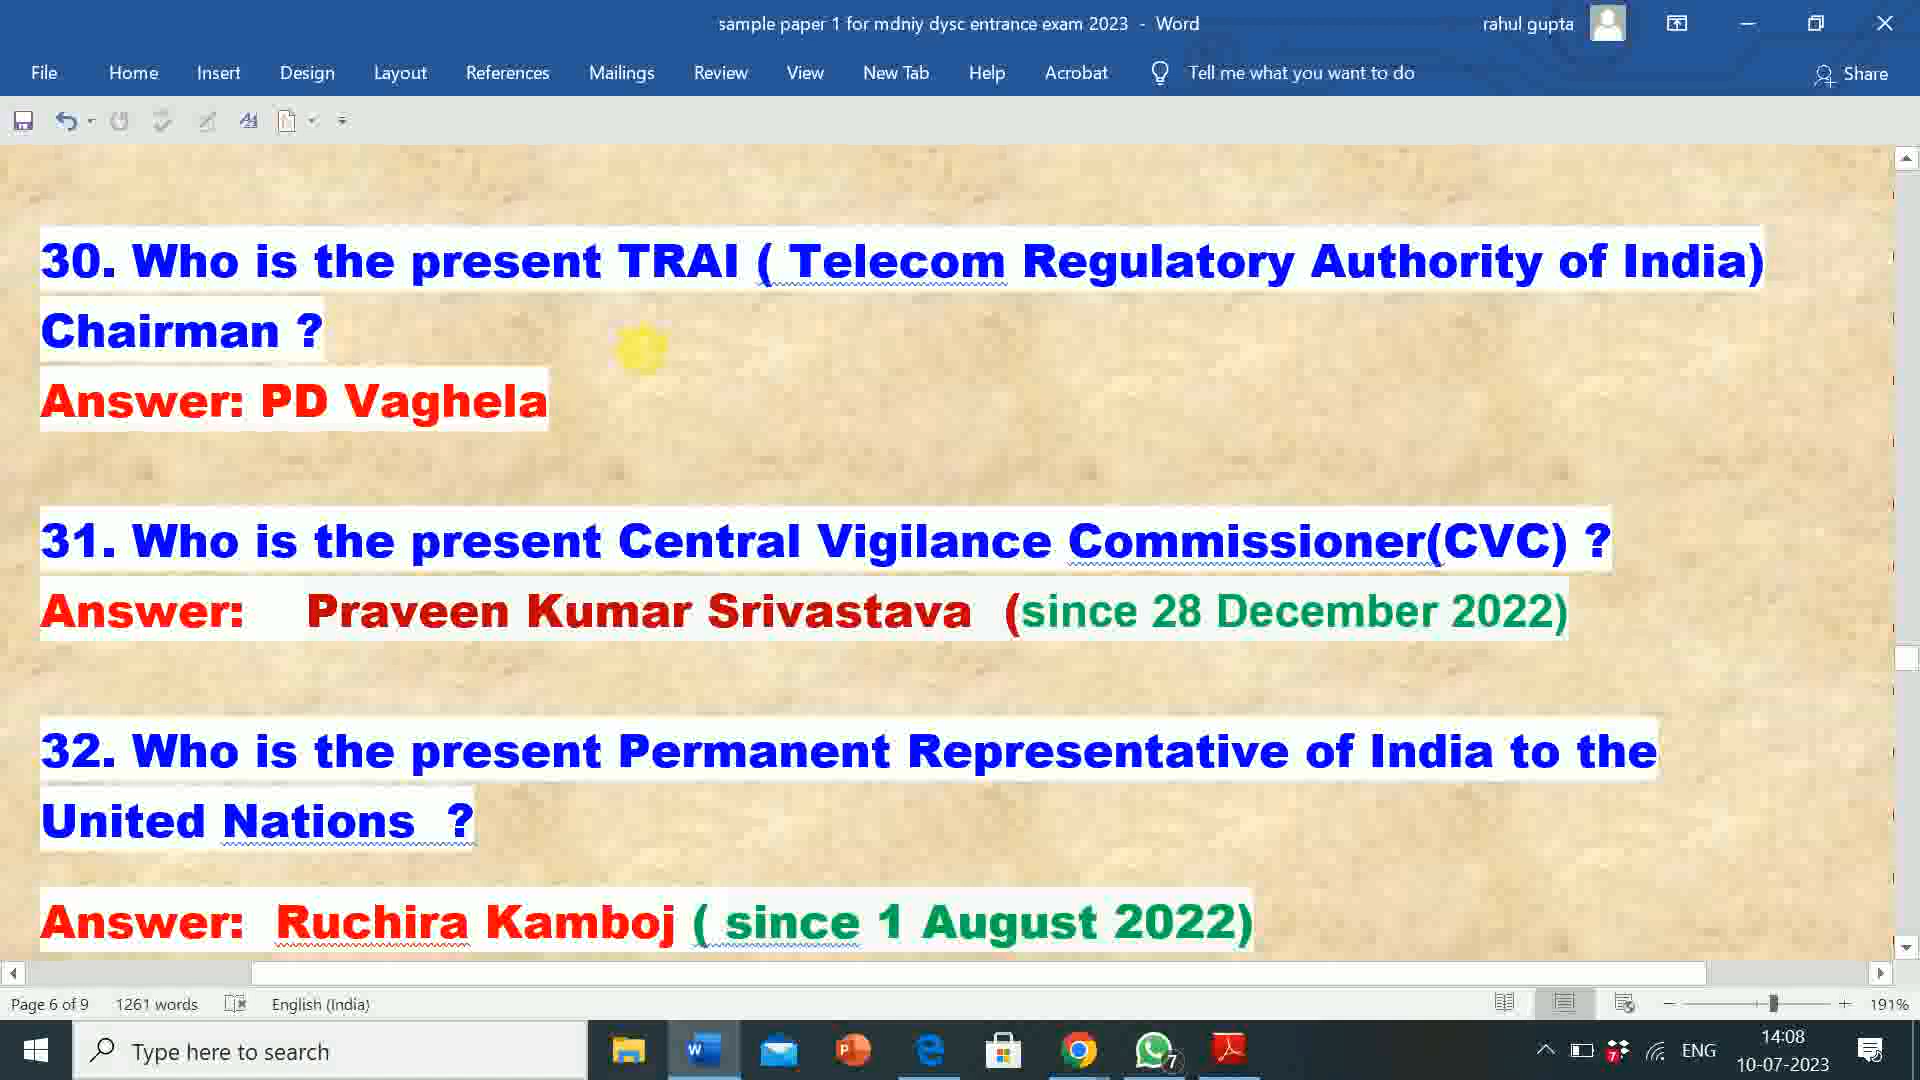 sample paper 1 for mdniy dysc entrance exam 2023 - Word
rahul gupta
File Home Insert Design Layout References Mailings Review View New Tab Help Acrobat Tell me what you want to do Share
30. Who is the present TRAI ( Telecom Regulatory Authority of India)
Chairman ?
Answer: PD Vaghela
31. Who is the present Central Vigilance Commissioner(CVC) ?
Answer: Praveen Kumar Srivastava (since 28 December 2022)
32. Who is the present Permanent Representative of India to the
United Nations ?
Answer: Ruchira Kamboj ( since 1 August 2022)
Page 6 of 9 1261 words English (India) 191%
Type here to search
7
7
ENG
14:08
10-07-2023